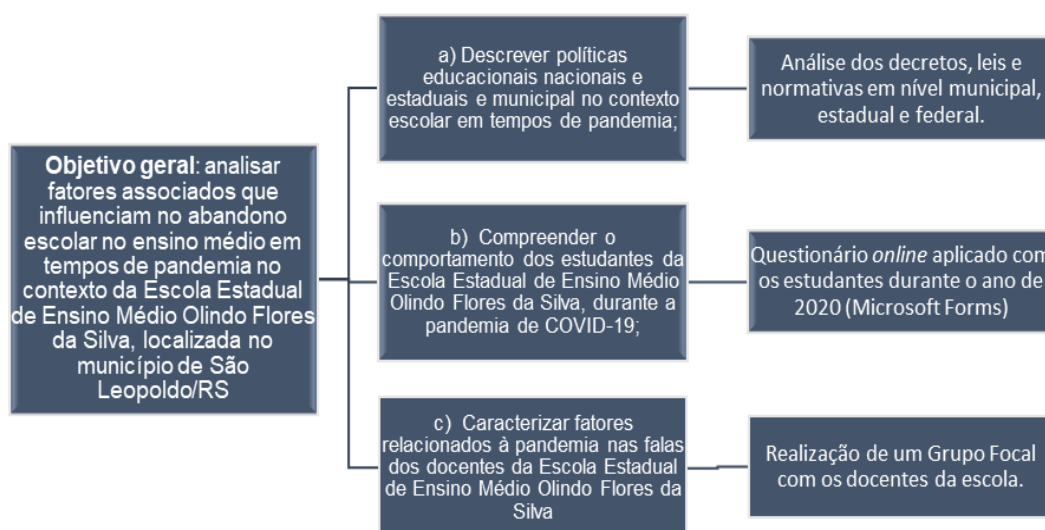 Objetivo geral: analisar
fatores associados que
influenciam no abandono
escolar no ensino médio em
tempos de pandemia no
contexto da Escola Estadual
de Ensino Médio Olindo Flores
da Silva, localizada no
município de São
Leopoldo/RS
a) Descrever políticas
educacionais nacionais e
estaduais e municipal no contexto
escolar em tempos de pandemia;
Análise dos decretos, leis e
normativas em nível municipal,
estadual e federal.
b) Compreender o
comportamento dos estudantes da
Escola Estadual de Ensino Médio
Olindo Flores da Silva, durante a
pandemia de COVID-19;
Questionário online aplicado com
os estudantes durante o ano de
2020 (Microsoft Forms)
c) Caracterizar fatores
relacionados à pandemia nas falas
dos docentes da Escola Estadual
de Ensino Médio Olindo Flores da
Silva
Realização de um Grupo Focal
com os docentes da escola.